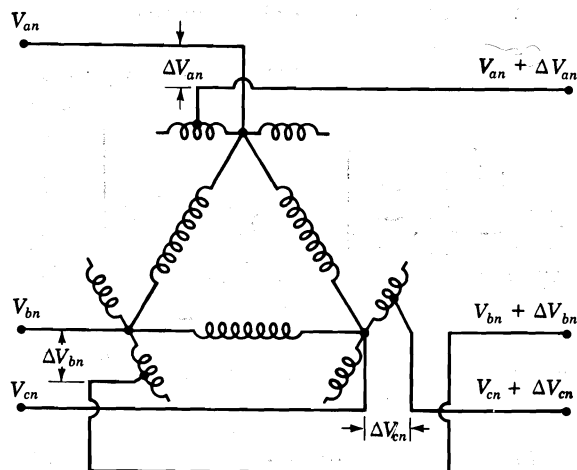 V_an
ΔV_an
V_an + ΔV_an
V_bn
ΔV_bn
V_bn + ΔV_bn
V_cn
ΔV_cn
V_cn + ΔV_cn